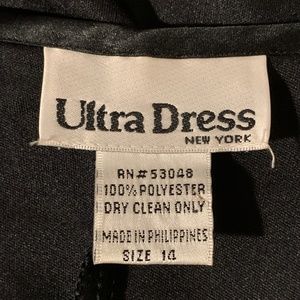 Ultra Dress
NEW YORK
RN# 53048
100% POLYESTER
DRY CLEAN ONLY
MADE IN PHILIPPINES
SIZE 14